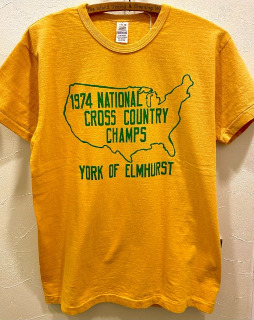 1974 NATIONAL
CROSS COUNTRY
CHAMPS
YORK OF ELMHURST